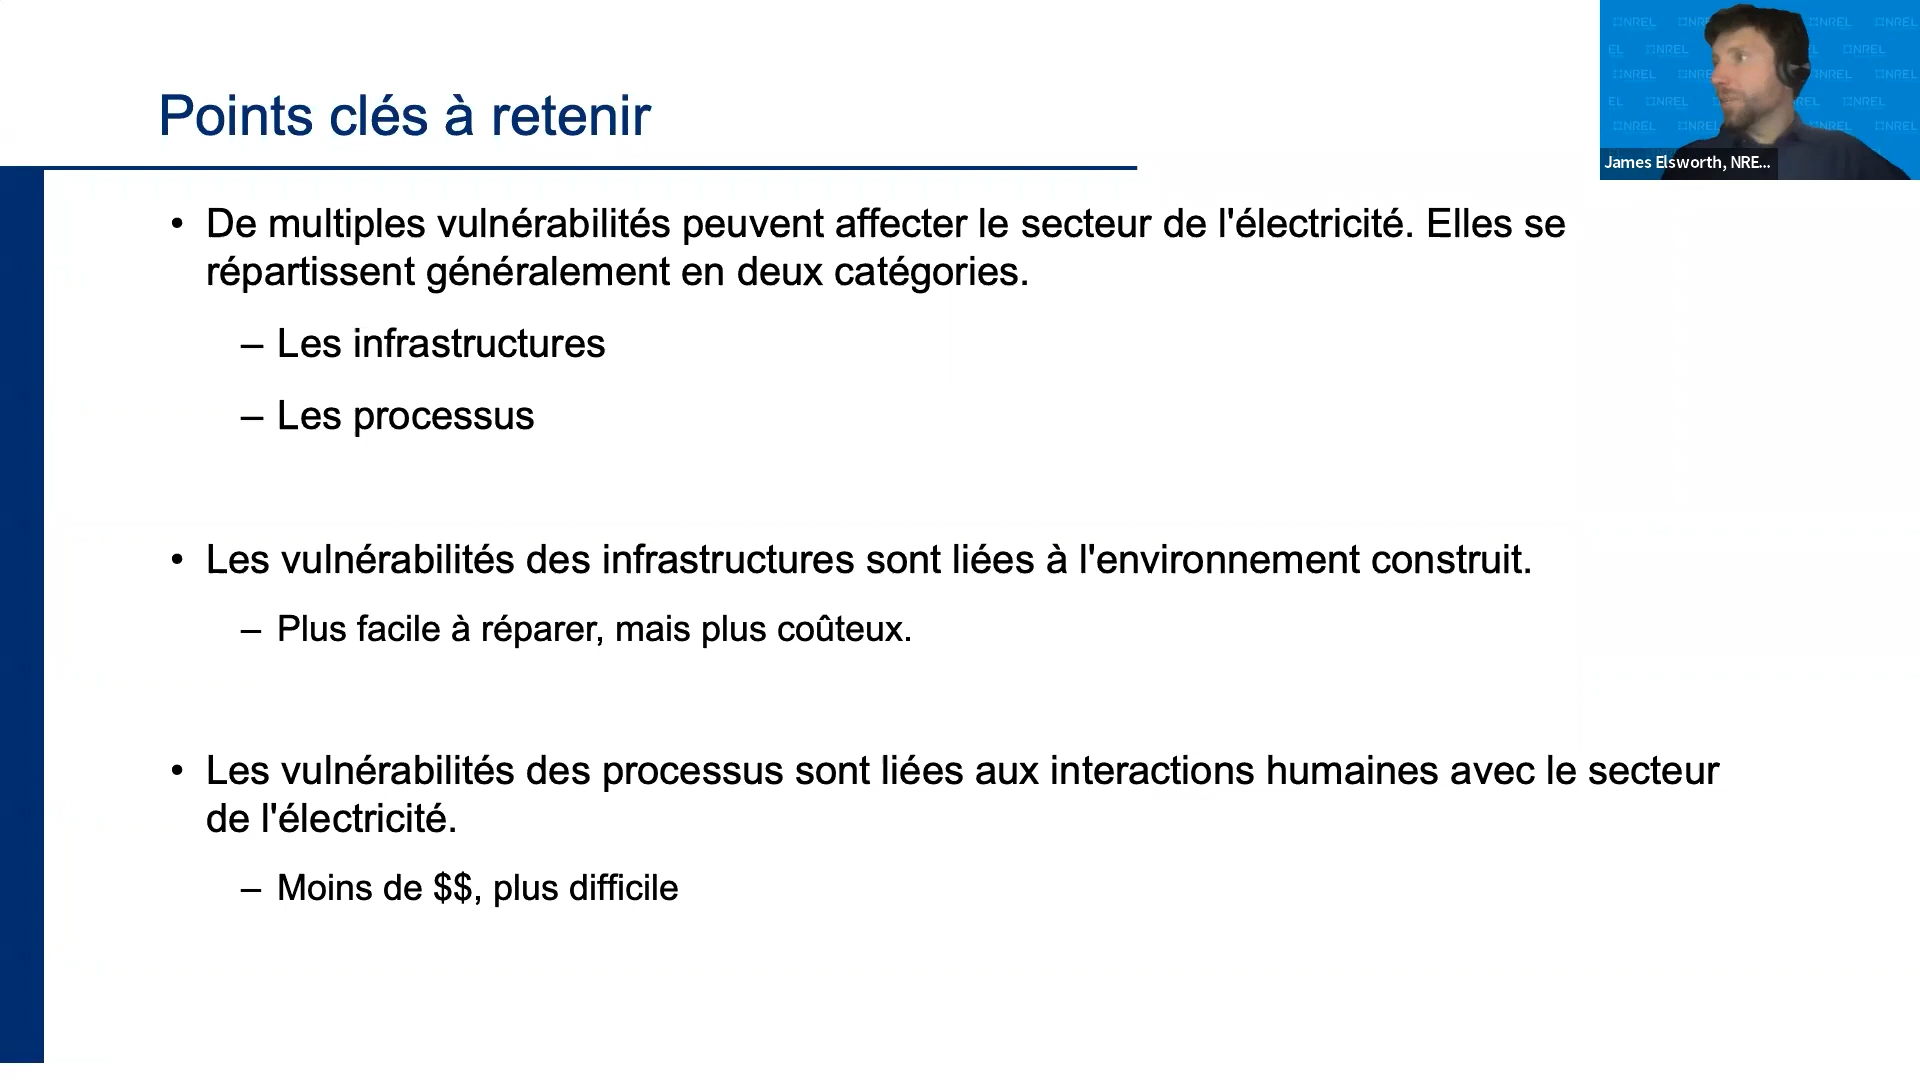 Points clés à retenir
• De multiples vulnérabilités peuvent affecter le secteur de l'électricité. Elles se
répartissent généralement en deux catégories.
– Les infrastructures
– Les processus
• Les vulnérabilités des infrastructures sont liées à l'environnement construit.
– Plus facile à réparer, mais plus coûteux.
• Les vulnérabilités des processus sont liées aux interactions humaines avec le secteur
de l'électricité.
– Moins de $$, plus difficile
NREL
James Elsworth, NRE...